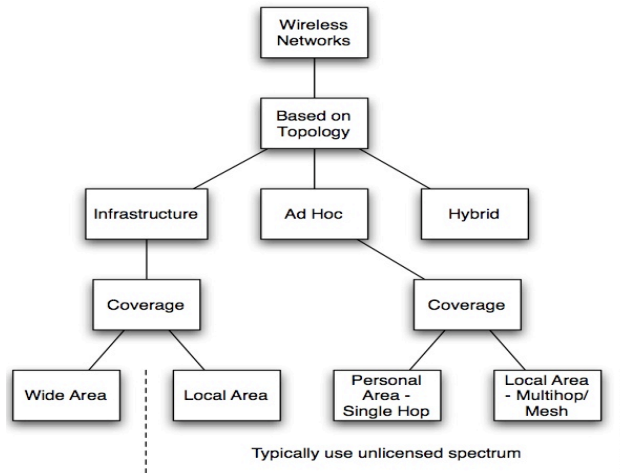 Wireless
Networks
Based on
Topology
Infrastructure
Ad Hoc
Hybrid
Coverage
Coverage
Wide Area
Local Area
Personal
Area -
Single Hop
Local Area
- Multihop/
Mesh
Typically use unlicensed spectrum